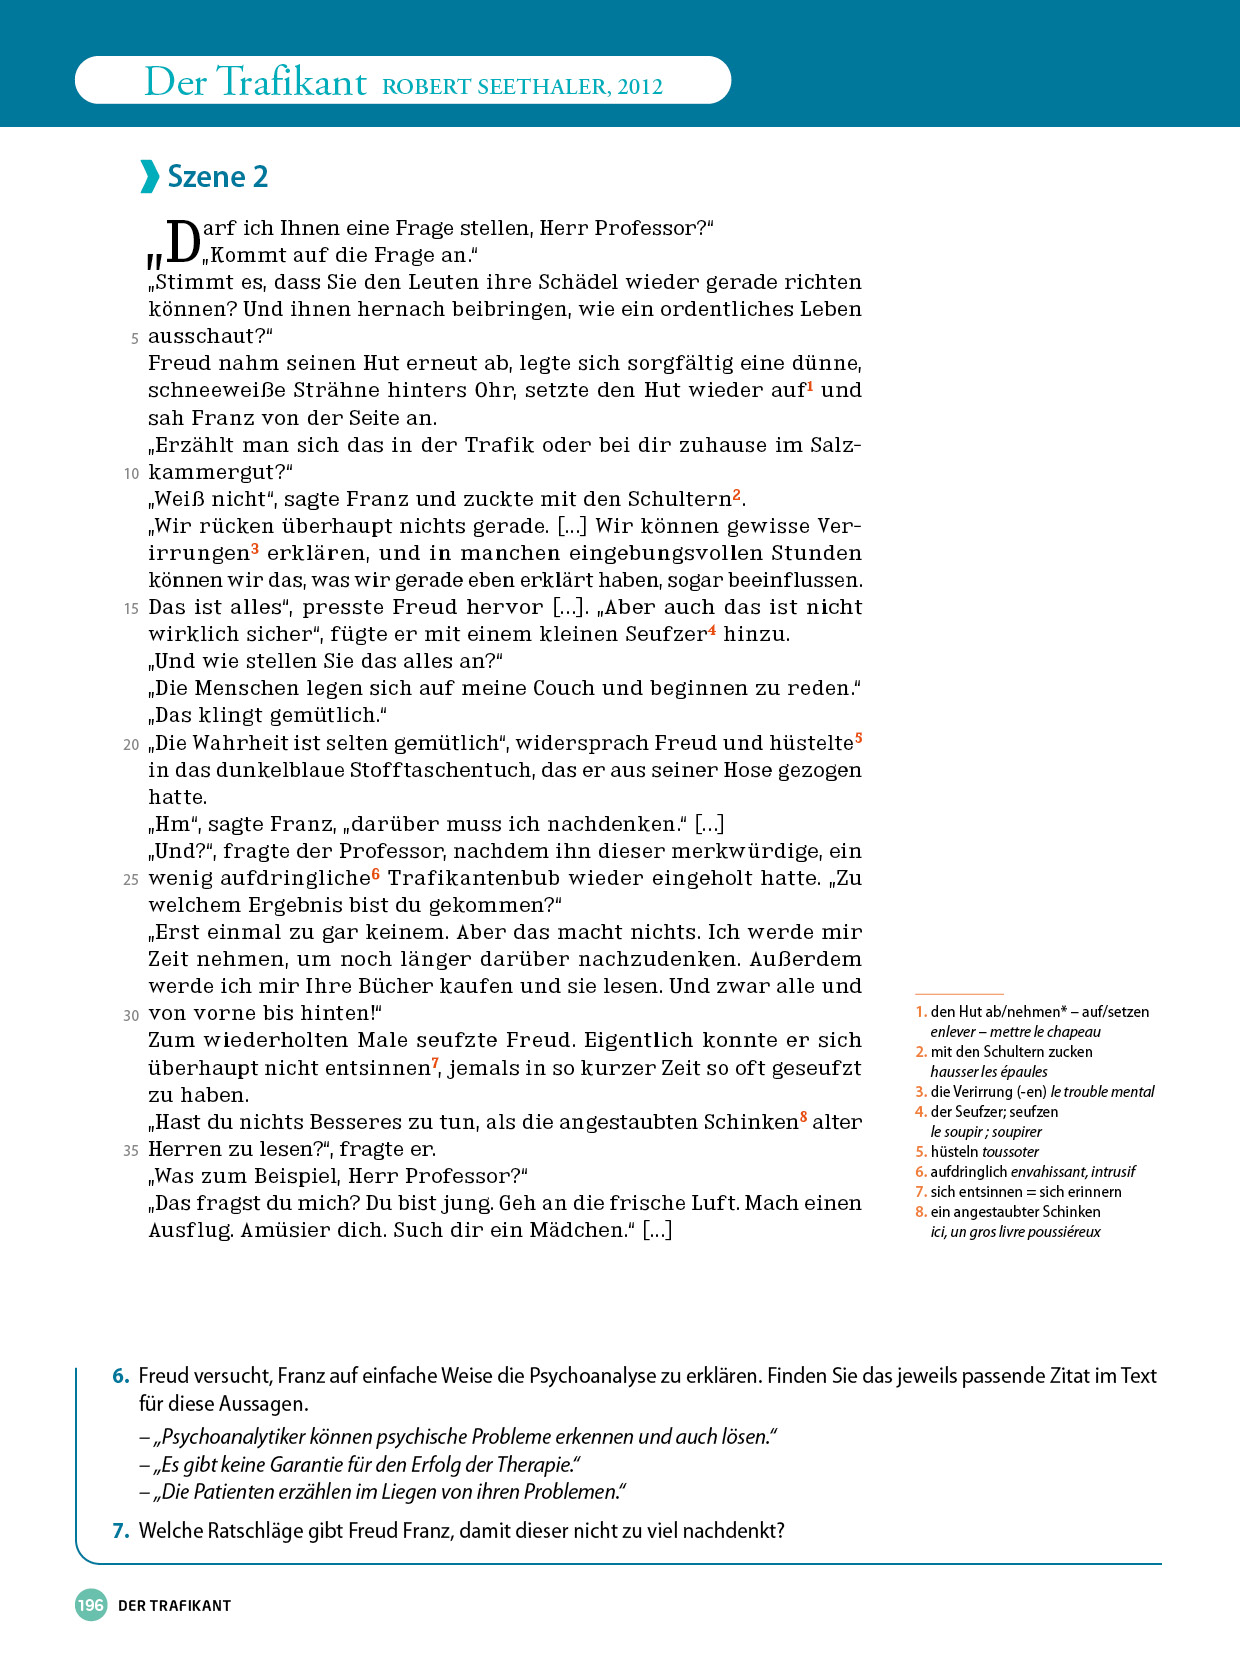 Der Trafikant ROBERT SEETHALER, 2012
Szene 2
„Darf ich Ihnen eine Frage stellen, Herr Professor?“
„Kommt auf die Frage an.“
„Stimmt es, dass Sie den Leuten ihre Schädel wieder gerade richten
können? Und ihnen hernach beibringen, wie ein ordentliches Leben
5 ausschaut?“
Freud nahm seinen Hut erneut ab, legte sich sorgfältig eine dünne,
schneeweiße Strähne hinters Ohr, setzte den Hut wieder auf1 und
sah Franz von der Seite an.
„Erzählt man sich das in der Trafik oder bei dir zuhause im Salz-
10 kammergut?“
„Weiß nicht“, sagte Franz und zuckte mit den Schultern2.
„Wir rücken überhaupt nichts gerade. [...] Wir können gewisse Ver-
irrungen3 erklären, und in manchen eingebungsvollen Stunden
können wir das, was wir gerade eben erklärt haben, sogar beeinflussen.
15 Das ist alles“, presste Freud hervor [...]. „Aber auch das ist nicht
wirklich sicher“, fügte er mit einem kleinen Seufzer4 hinzu.
„Und wie stellen Sie das alles an?“
„Die Menschen legen sich auf meine Couch und beginnen zu reden.“
„Das klingt gemütlich.“
20 „Die Wahrheit ist selten gemütlich“, widersprach Freud und hüstelte5
in das dunkelblaue Stofftaschentuch, das er aus seiner Hose gezogen
hatte.
„Hm“, sagte Franz, „darüber muss ich nachdenken.“ [...]
„Und?“, fragte der Professor, nachdem ihn dieser merkwürdige, ein
25 wenig aufdringliche6 Trafikantenbub wieder eingeholt hatte. „Zu
welchem Ergebnis bist du gekommen?“
„Erst einmal zu gar keinem. Aber das macht nichts. Ich werde mir
Zeit nehmen, um noch länger darüber nachzudenken. Außerdem
werde ich mir Ihre Bücher kaufen und sie lesen. Und zwar alle und
30 von vorne bis hinten!“
Zum wiederholten Male seufzte Freud. Eigentlich konnte er sich
überhaupt nicht entsinnen7, jemals in so kurzer Zeit so oft geseufzt
zu haben.
„Hast du nichts Besseres zu tun, als die angestaubten Schinken8 alter
35 Herren zu lesen?“, fragte er.
„Was zum Beispiel, Herr Professor?“
„Das fragst du mich? Du bist jung. Geh an die frische Luft. Mach einen
Ausflug. Amüsier dich. Such dir ein Mädchen.“ [...]
1. den Hut ab/nehmen* – auf/setzen
enlever – mettre le chapeau
2. mit den Schultern zucken
hausser les épaules
3. die Verirrung (-en) le trouble mental
4. der Seufzer; seufzen
le soupir ; soupirer
5. hüsteln toussoter
6. aufdringlich envahissant, intrusif
7. sich entsinnen = sich erinnern
8. ein angestaubter Schinken
ici, un gros livre poussiéreux
6. Freud versucht, Franz auf einfache Weise die Psychoanalyse zu erklären. Finden Sie das jeweils passende Zitat im Text
für diese Aussagen.
– „Psychoanalytiker können psychische Probleme erkennen und auch lösen.“
– „Es gibt keine Garantie für den Erfolg der Therapie.“
– „Die Patienten erzählen im Liegen von ihren Problemen.“
7. Welche Ratschläge gibt Freud Franz, damit dieser nicht zu viel nachdenkt?
196 DER TRAFIKANT